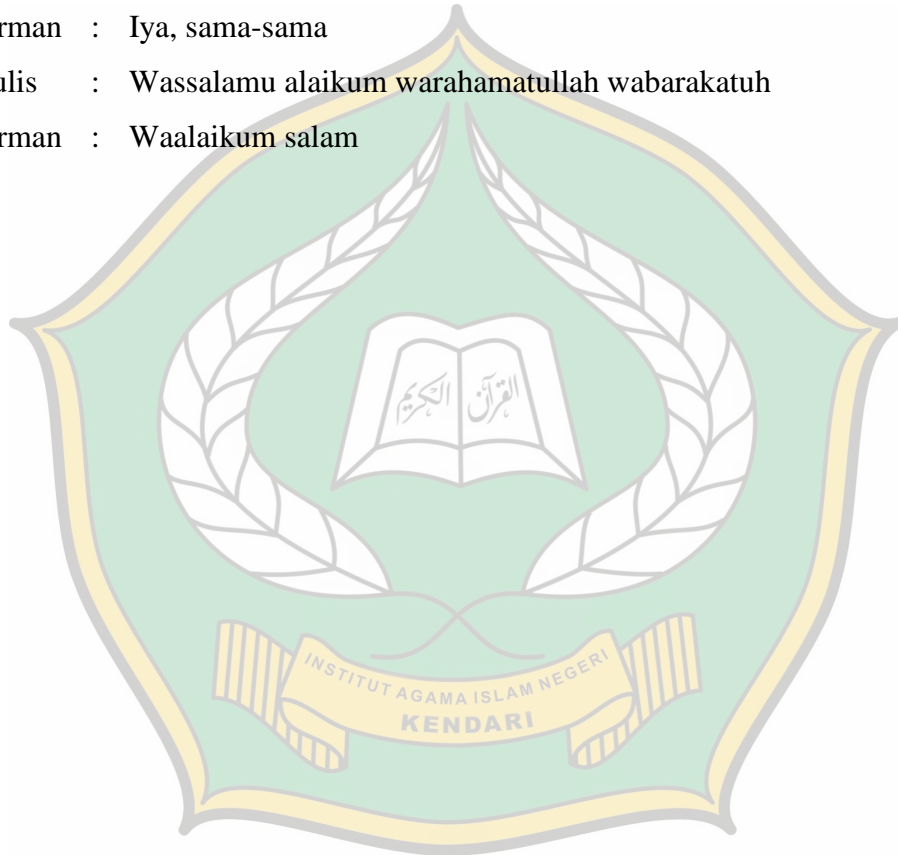 rman : Iya, sama-sama
ulis : Wassalamu alaikum warahamatullah wabarakatuh
rman : Waalaikum salam
القرآن الكريم
INSTITUT AGAMA ISLAM NEGERI
KENDARI